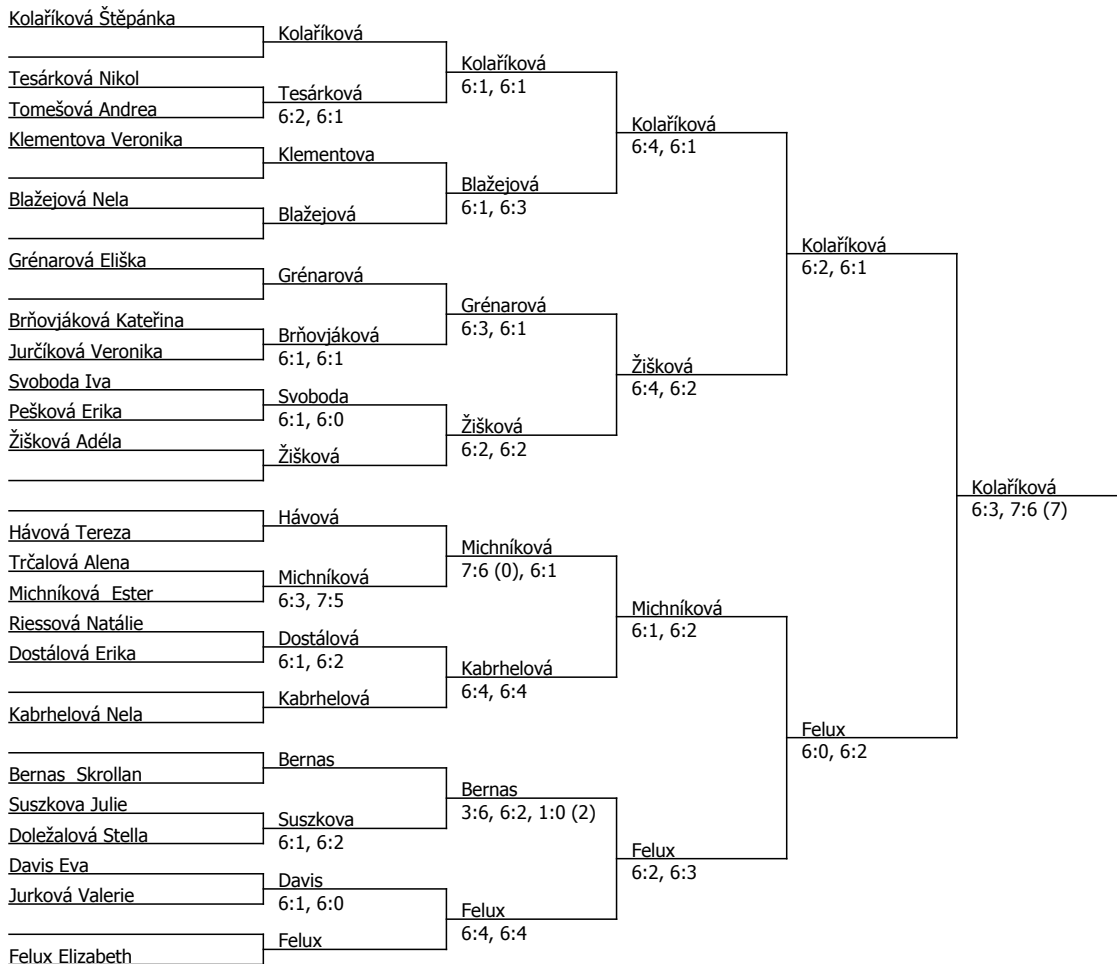 Kolaříková Štěpánka
Tesárková Nikol
Tomešová Andrea
Klementova Veronika
Blažejová Nela
Grénarová Eliška
Brňovjáková Kateřina
Jurčíková Veronika
Svoboda Iva
Pešková Erika
Žišková Adéla
Hávová Tereza
Trčalová Alena
Michníková  Ester
Riessová Natálie
Dostálová Erika
Kabrhelová Nela
Bernas  Skrollan
Suszkova Julie
Doležalová Stella
Davis Eva
Jurková Valerie
Felux Elizabeth
Kolaříková
Tesárková
6:2, 6:1
Klementova
Blažejová
Grénarová
Brňovjáková
6:1, 6:1
Svoboda
6:1, 6:0
Žišková
Hávová
Michníková
6:3, 7:5
Dostálová
6:1, 6:2
Kabrhelová
Bernas
Suszkova
6:1, 6:2
Davis
6:1, 6:0
Felux
Kolaříková
6:1, 6:1
Blažejová
6:1, 6:3
Grénarová
6:3, 6:1
Žišková
6:2, 6:2
Michníková
7:6 (0), 6:1
Kabrhelová
6:4, 6:4
Bernas
3:6, 6:2, 1:0 (2)
Felux
6:4, 6:4
Kolaříková
6:4, 6:1
Žišková
6:4, 6:2
Michníková
6:1, 6:2
Felux
6:2, 6:3
Kolaříková
6:2, 6:1
Felux
6:0, 6:2
Kolaříková
6:3, 7:6 (7)